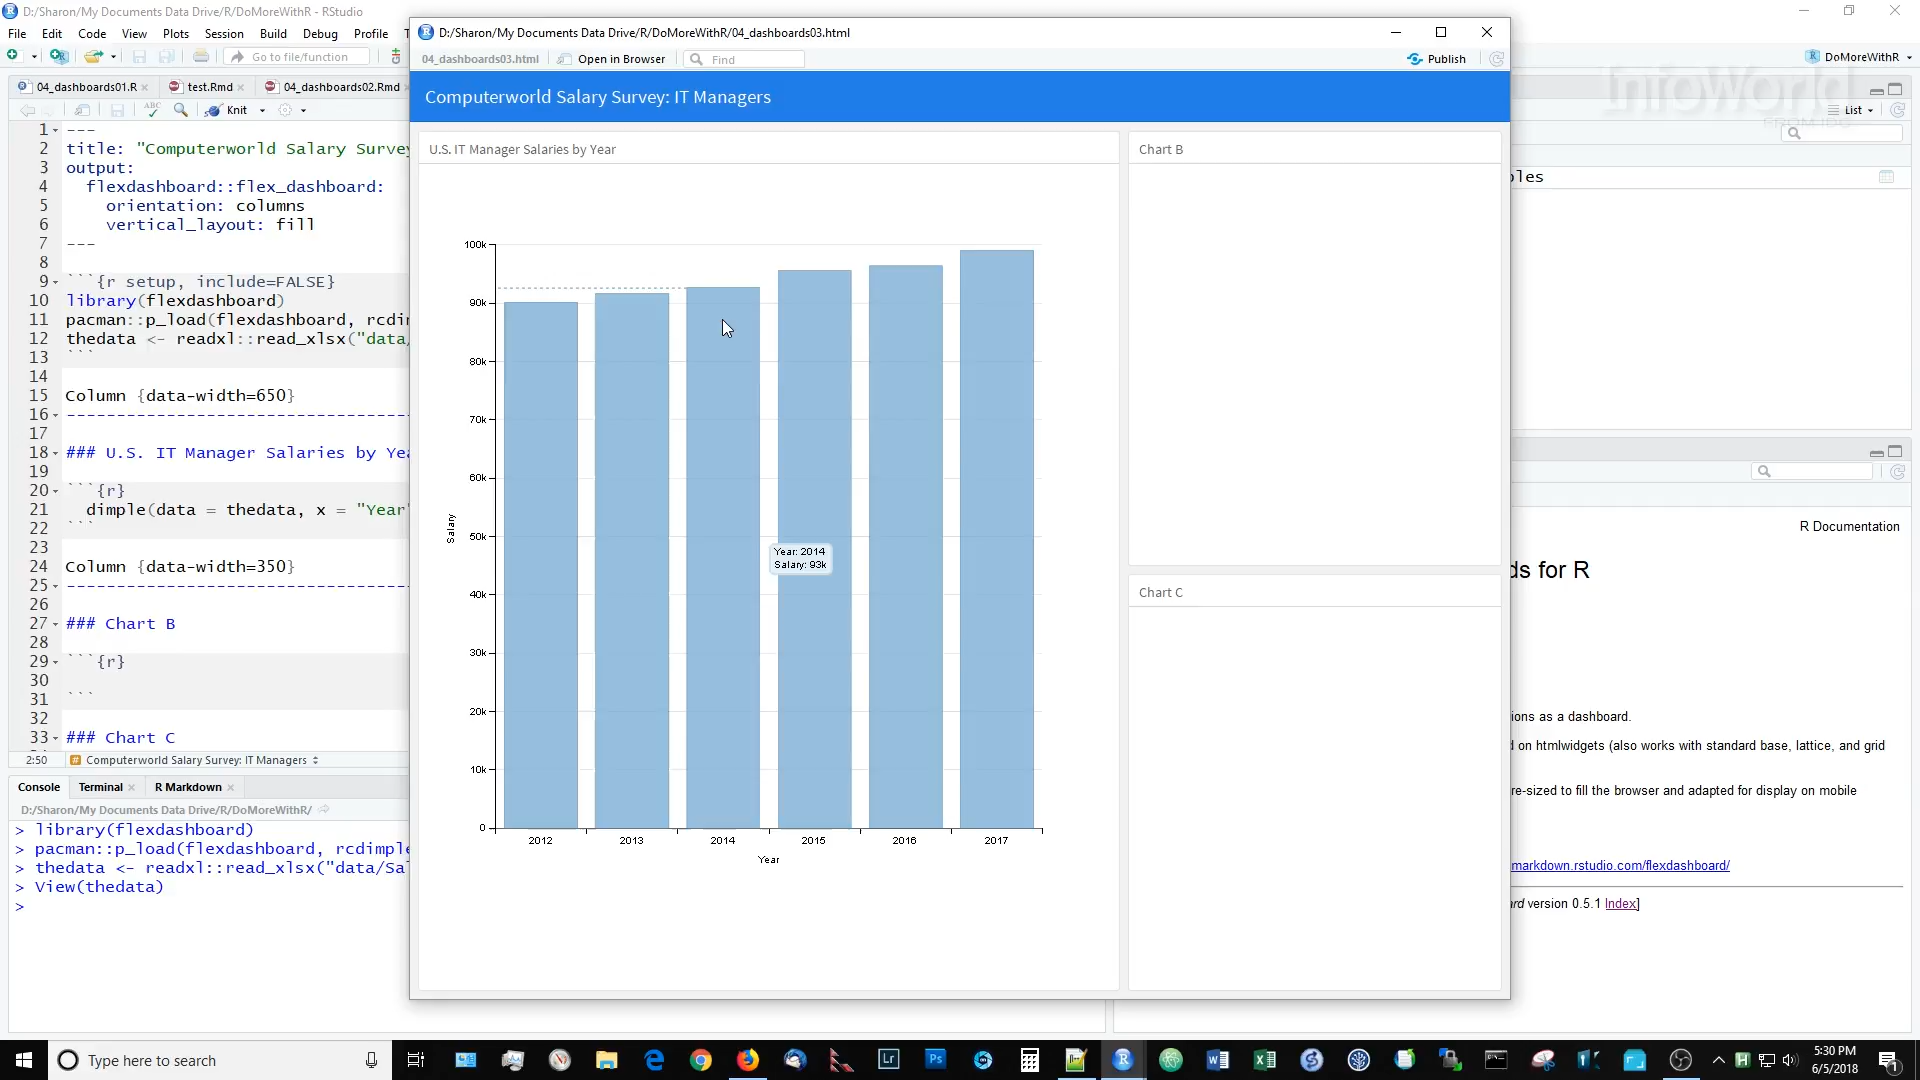 D:/Sharon/My Documents Data Drive/R/DoMoreWithR - RStudio
File Edit Code View Plots Session Build Debug Profile
Go to file/function
DoMoreWithR
04_dashboards01.R
test.Rmd
04_dashboards02.Rmd
ABC
Knit
1 ---
2 title: "Computerworld Salary Survey
3 output:
4 flexdashboard::flex_dashboard:
5 orientation: columns
6 vertical_layout: fill
7 ---
8
9 ```{r setup, include=FALSE}
10 library(flexdashboard)
11 pacman::p_load(flexdashboard, rcdim
12 thedata <- readxl::read_xlsx("data/
13 ```
14
15 Column {data-width=650}
16 -----------------------------------
17
18 ### U.S. IT Manager Salaries by Yea
19
20 ```{r}
21 dimple(data = thedata, x = "Year"
22 ```
23
24 Column {data-width=350}
25 -----------------------------------
26
27 ### Chart B
28
29 ```{r}
30
31 ```
32
33 ### Chart C
2:50 Computerworld Salary Survey: IT Managers
Console Terminal R Markdown
D:/Sharon/My Documents Data Drive/R/DoMoreWithR/
> library(flexdashboard)
> pacman::p_load(flexdashboard, rcdimple
> thedata <- readxl::read_xlsx("data/Sa
> View(thedata)
>
D:/Sharon/My Documents Data Drive/R/DoMoreWithR/04_dashboards03.html
04_dashboards03.html Open in Browser Find Publish
Computerworld Salary Survey: IT Managers
U.S. IT Manager Salaries by Year
100k
90k
80k
70k
60k
50k
40k
30k
20k
10k
0
Salary
Year: 2014
Salary: 93k
2012 2013 2014 2015 2016 2017
Year
Chart B
Chart C
InfoWorld
FROM IDG
List
bles
R Documentation
ds for R
ions as a dashboard.
d on htmlwidgets (also works with standard base, lattice, and grid
re-sized to fill the browser and adapted for display on mobile
markdown.rstudio.com/flexdashboard/
ard version 0.5.1 Index]
Type here to search
Lr
Ps
5:30 PM
6/5/2018
1